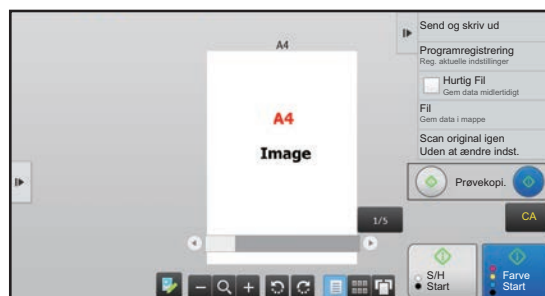 A4
A4
Image
1/5
Send og skriv ud
Programregistrering
Reg. aktuelle indstillinger
Hurtig Fil
Gem data midlertidigt
Fil
Gem data i mappe
Scan original igen
Uden at ændre indst.
Prøvekopi.
CA
S/H
Start
Farve
Start